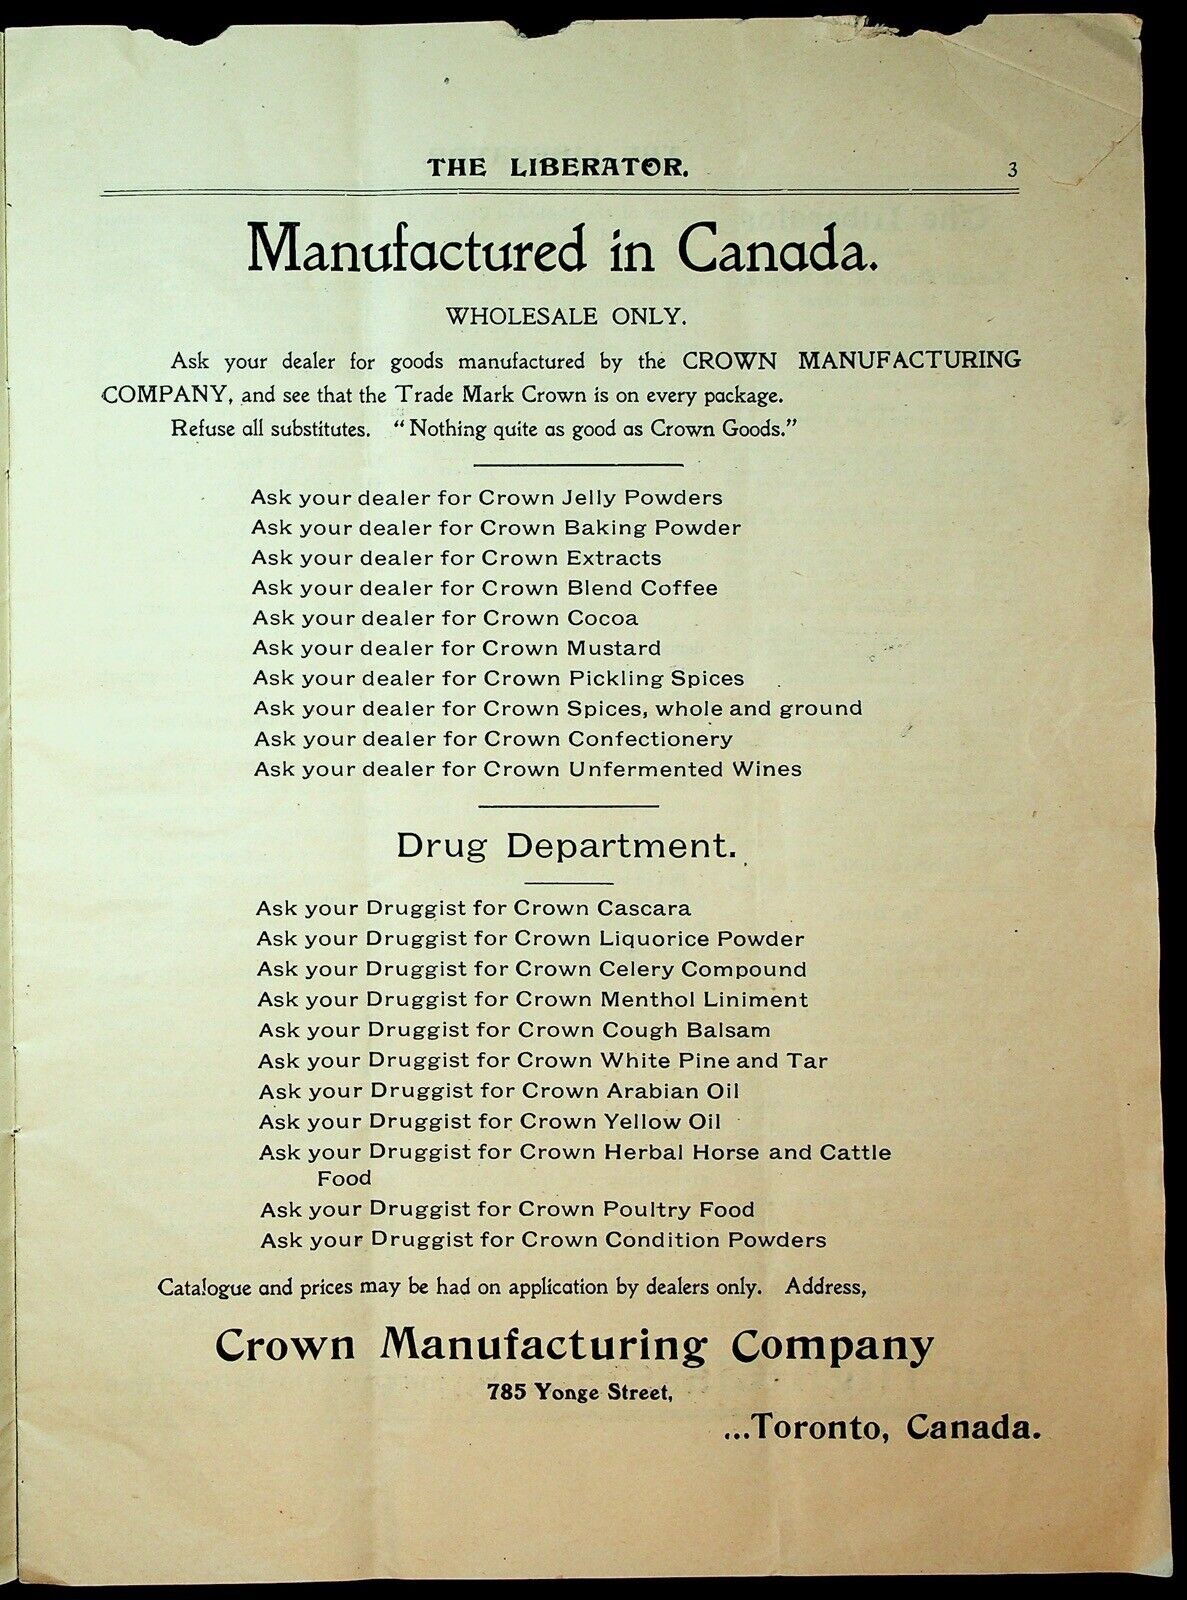 THE LIBERATOR. 3
Manufactured in Canada.
WHOLESALE ONLY.
Ask your dealer for goods manufactured by the CROWN MANUFACTURING
COMPANY, and see that the Trade Mark Crown is on every package.
Refuse all substitutes. "Nothing quite as good as Crown Goods."
Ask your dealer for Crown Jelly Powders
Ask your dealer for Crown Baking Powder
Ask your dealer for Crown Extracts
Ask your dealer for Crown Blend Coffee
Ask your dealer for Crown Cocoa
Ask your dealer for Crown Mustard
Ask your dealer for Crown Pickling Spices
Ask your dealer for Crown Spices, whole and ground
Ask your dealer for Crown Confectionery
Ask your dealer for Crown Unfermented Wines
Drug Department.
Ask your Druggist for Crown Cascara
Ask your Druggist for Crown Liquorice Powder
Ask your Druggist for Crown Celery Compound
Ask your Druggist for Crown Menthol Liniment
Ask your Druggist for Crown Cough Balsam
Ask your Druggist for Crown White Pine and Tar
Ask your Druggist for Crown Arabian Oil
Ask your Druggist for Crown Yellow Oil
Ask your Druggist for Crown Herbal Horse and Cattle
Food
Ask your Druggist for Crown Poultry Food
Ask your Druggist for Crown Condition Powders
Catalogue and prices may be had on application by dealers only. Address,
Crown Manufacturing Company
785 Yonge Street,
...Toronto, Canada.